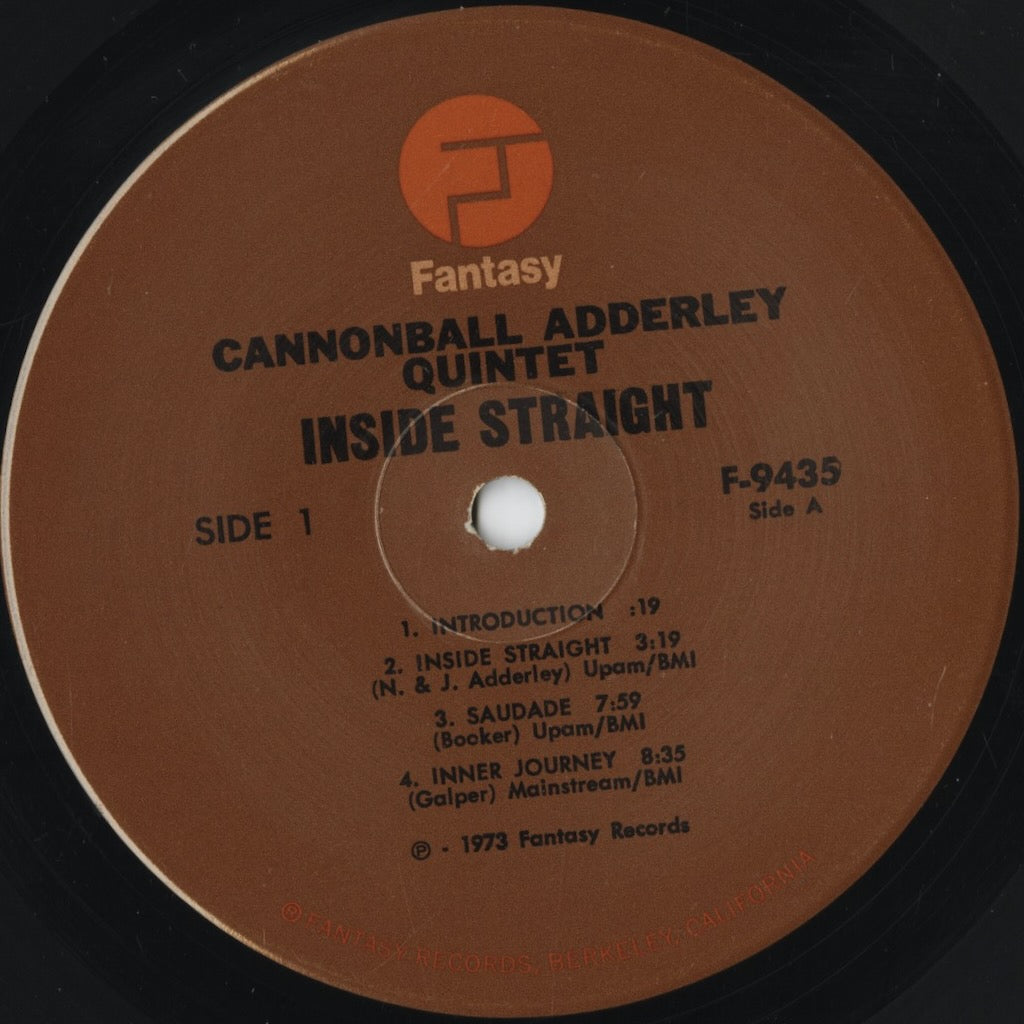 Fantasy
CANNONBALL ADDERLEY
QUINTET
INSIDE STRAIGHT
SIDE 1
F-9435
Side A
1. INTRODUCTION :19
2. INSIDE STRAIGHT 3:19
(N. & J. Adderley) Upam/BMI
3. SAUDADE 7:59
(Booker) Upam/BMI
4. INNER JOURNEY 8:35
(Galper) Mainstream/BMI
℗ - 1973 Fantasy Records
® FANTASY RECORDS, BERKELEY, CALIFORNIA